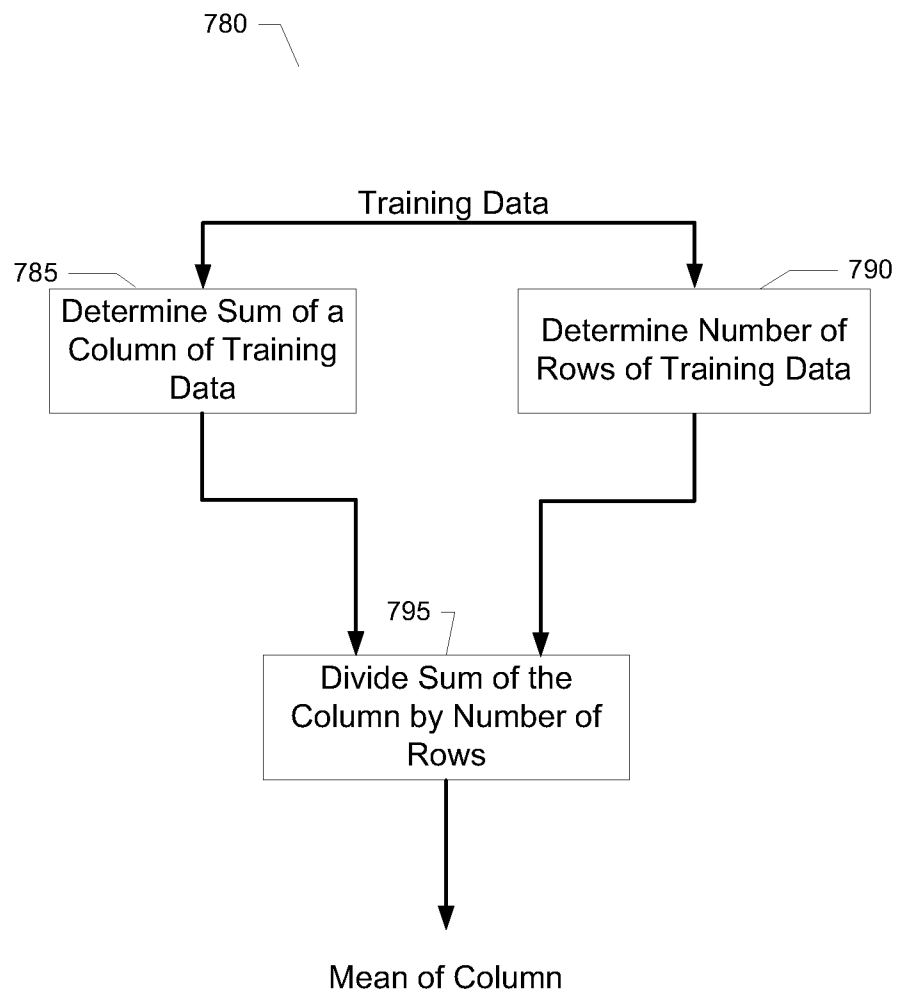 780
Training Data
785
790
Determine Sum of a
Column of Training
Data
Determine Number of
Rows of Training Data
795
Divide Sum of the
Column by Number of
Rows
Mean of Column